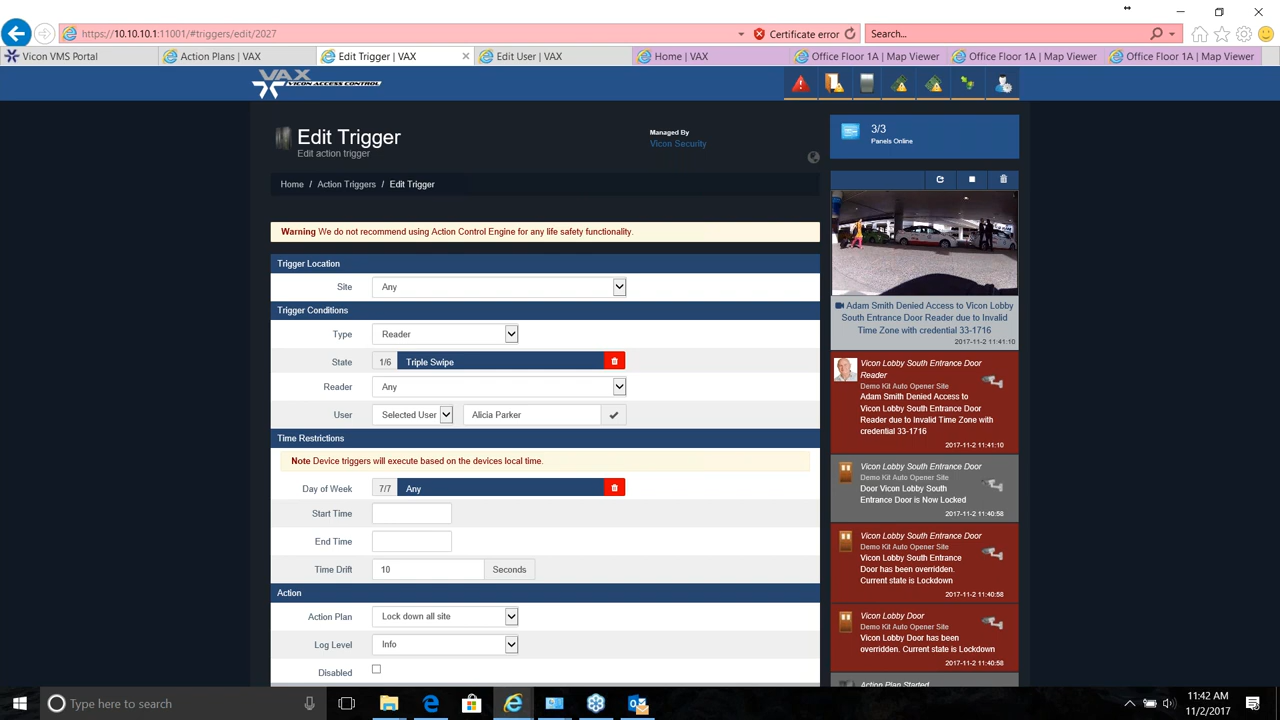 https://10.10.10.1:11001/#triggers/edit/2027
Certificate error
Search...
Vicon VMS Portal
Action Plans | VAX
Edit Trigger | VAX
Edit User | VAX
Home | VAX
Office Floor 1A | Map Viewer
Office Floor 1A | Map Viewer
Office Floor 1A | Map Viewer
VAX
VICON ACCESS CONTROL
Edit Trigger
Edit action trigger
Managed By
Vicon Security
Home / Action Triggers / Edit Trigger
Warning We do not recommend using Action Control Engine for any life safety functionality.
Trigger Location
Site Any
Trigger Conditions
Type Reader
State 1/6 Triple Swipe
Reader Any
User Selected User Alicia Parker
Time Restrictions
Note Device triggers will execute based on the devices local time.
Day of Week 7/7 Any
Start Time
End Time
Time Drift 10 Seconds
Action
Action Plan Lock down all site
Log Level Info
Disabled
3/3
Panels Online
Adam Smith Denied Access to Vicon Lobby
South Entrance Door Reader due to Invalid
Time Zone with credential 33-1716
2017-11-2 11:41:10
Vicon Lobby South Entrance Door
Reader
Demo Kit Auto Opener Site
Adam Smith Denied Access to
Vicon Lobby South Entrance Door
Reader due to Invalid Time Zone with
credential 33-1716
2017-11-2 11:41:10
Vicon Lobby South Entrance Door
Demo Kit Auto Opener Site
Door Vicon Lobby South
Entrance Door is Now Locked
2017-11-2 11:40:58
Vicon Lobby South Entrance Door
Demo Kit Auto Opener Site
Vicon Lobby South Entrance
Door has been overridden.
Current state is Lockdown
2017-11-2 11:40:58
Vicon Lobby Door
Demo Kit Auto Opener Site
Vicon Lobby Door has been
overridden. Current state is Lockdown
2017-11-2 11:40:58
Action Plan Started
Type here to search
11:42 AM
11/2/2017